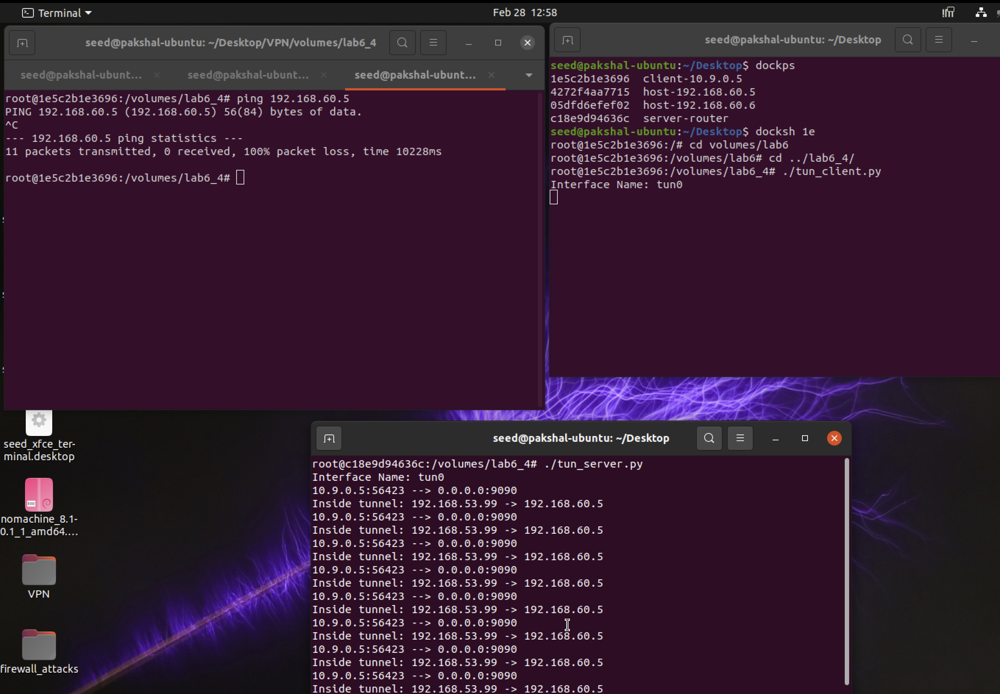 Terminal
Feb 28 12:58
seed@pakshal-ubuntu: ~/Desktop/VPN/volumes/lab6_4
seed@pakshal-ubunt...
seed@pakshal-ubunt...
seed@pakshal-ubunt...
root@1e5c2b1e3696:/volumes/lab6_4# ping 192.168.60.5
PING 192.168.60.5 (192.168.60.5) 56(84) bytes of data.
^C
--- 192.168.60.5 ping statistics ---
11 packets transmitted, 0 received, 100% packet loss, time 10228ms
root@1e5c2b1e3696:/volumes/lab6_4#
seed@pakshal-ubuntu: ~/Desktop
seed@pakshal-ubuntu:~/Desktop$ dockps
1e5c2b1e3696  client-10.9.0.5
4272f4aa7715  host-192.168.60.5
05dfd6efef02  host-192.168.60.6
c18e9d94636c  server-router
seed@pakshal-ubuntu:~/Desktop$ docksh 1e
root@1e5c2b1e3696:/# cd volumes/lab6
root@1e5c2b1e3696:/volumes/lab6# cd ../lab6_4/
root@1e5c2b1e3696:/volumes/lab6_4# ./tun_client.py
Interface Name: tun0
seed_xfce_ter-
minal.desktop
nomachine_8.1-
0.1_1_amd64....
VPN
firewall_attacks
seed@pakshal-ubuntu: ~/Desktop
root@c18e9d94636c:/volumes/lab6_4# ./tun_server.py
Interface Name: tun0
10.9.0.5:56423 --> 0.0.0.0:9090
Inside tunnel: 192.168.53.99 -> 192.168.60.5
10.9.0.5:56423 --> 0.0.0.0:9090
Inside tunnel: 192.168.53.99 -> 192.168.60.5
10.9.0.5:56423 --> 0.0.0.0:9090
Inside tunnel: 192.168.53.99 -> 192.168.60.5
10.9.0.5:56423 --> 0.0.0.0:9090
Inside tunnel: 192.168.53.99 -> 192.168.60.5
10.9.0.5:56423 --> 0.0.0.0:9090
Inside tunnel: 192.168.53.99 -> 192.168.60.5
10.9.0.5:56423 --> 0.0.0.0:9090
Inside tunnel: 192.168.53.99 -> 192.168.60.5
10.9.0.5:56423 --> 0.0.0.0:9090
Inside tunnel: 192.168.53.99 -> 192.168.60.5
10.9.0.5:56423 --> 0.0.0.0:9090
Inside tunnel: 192.168.53.99 -> 192.168.60.5